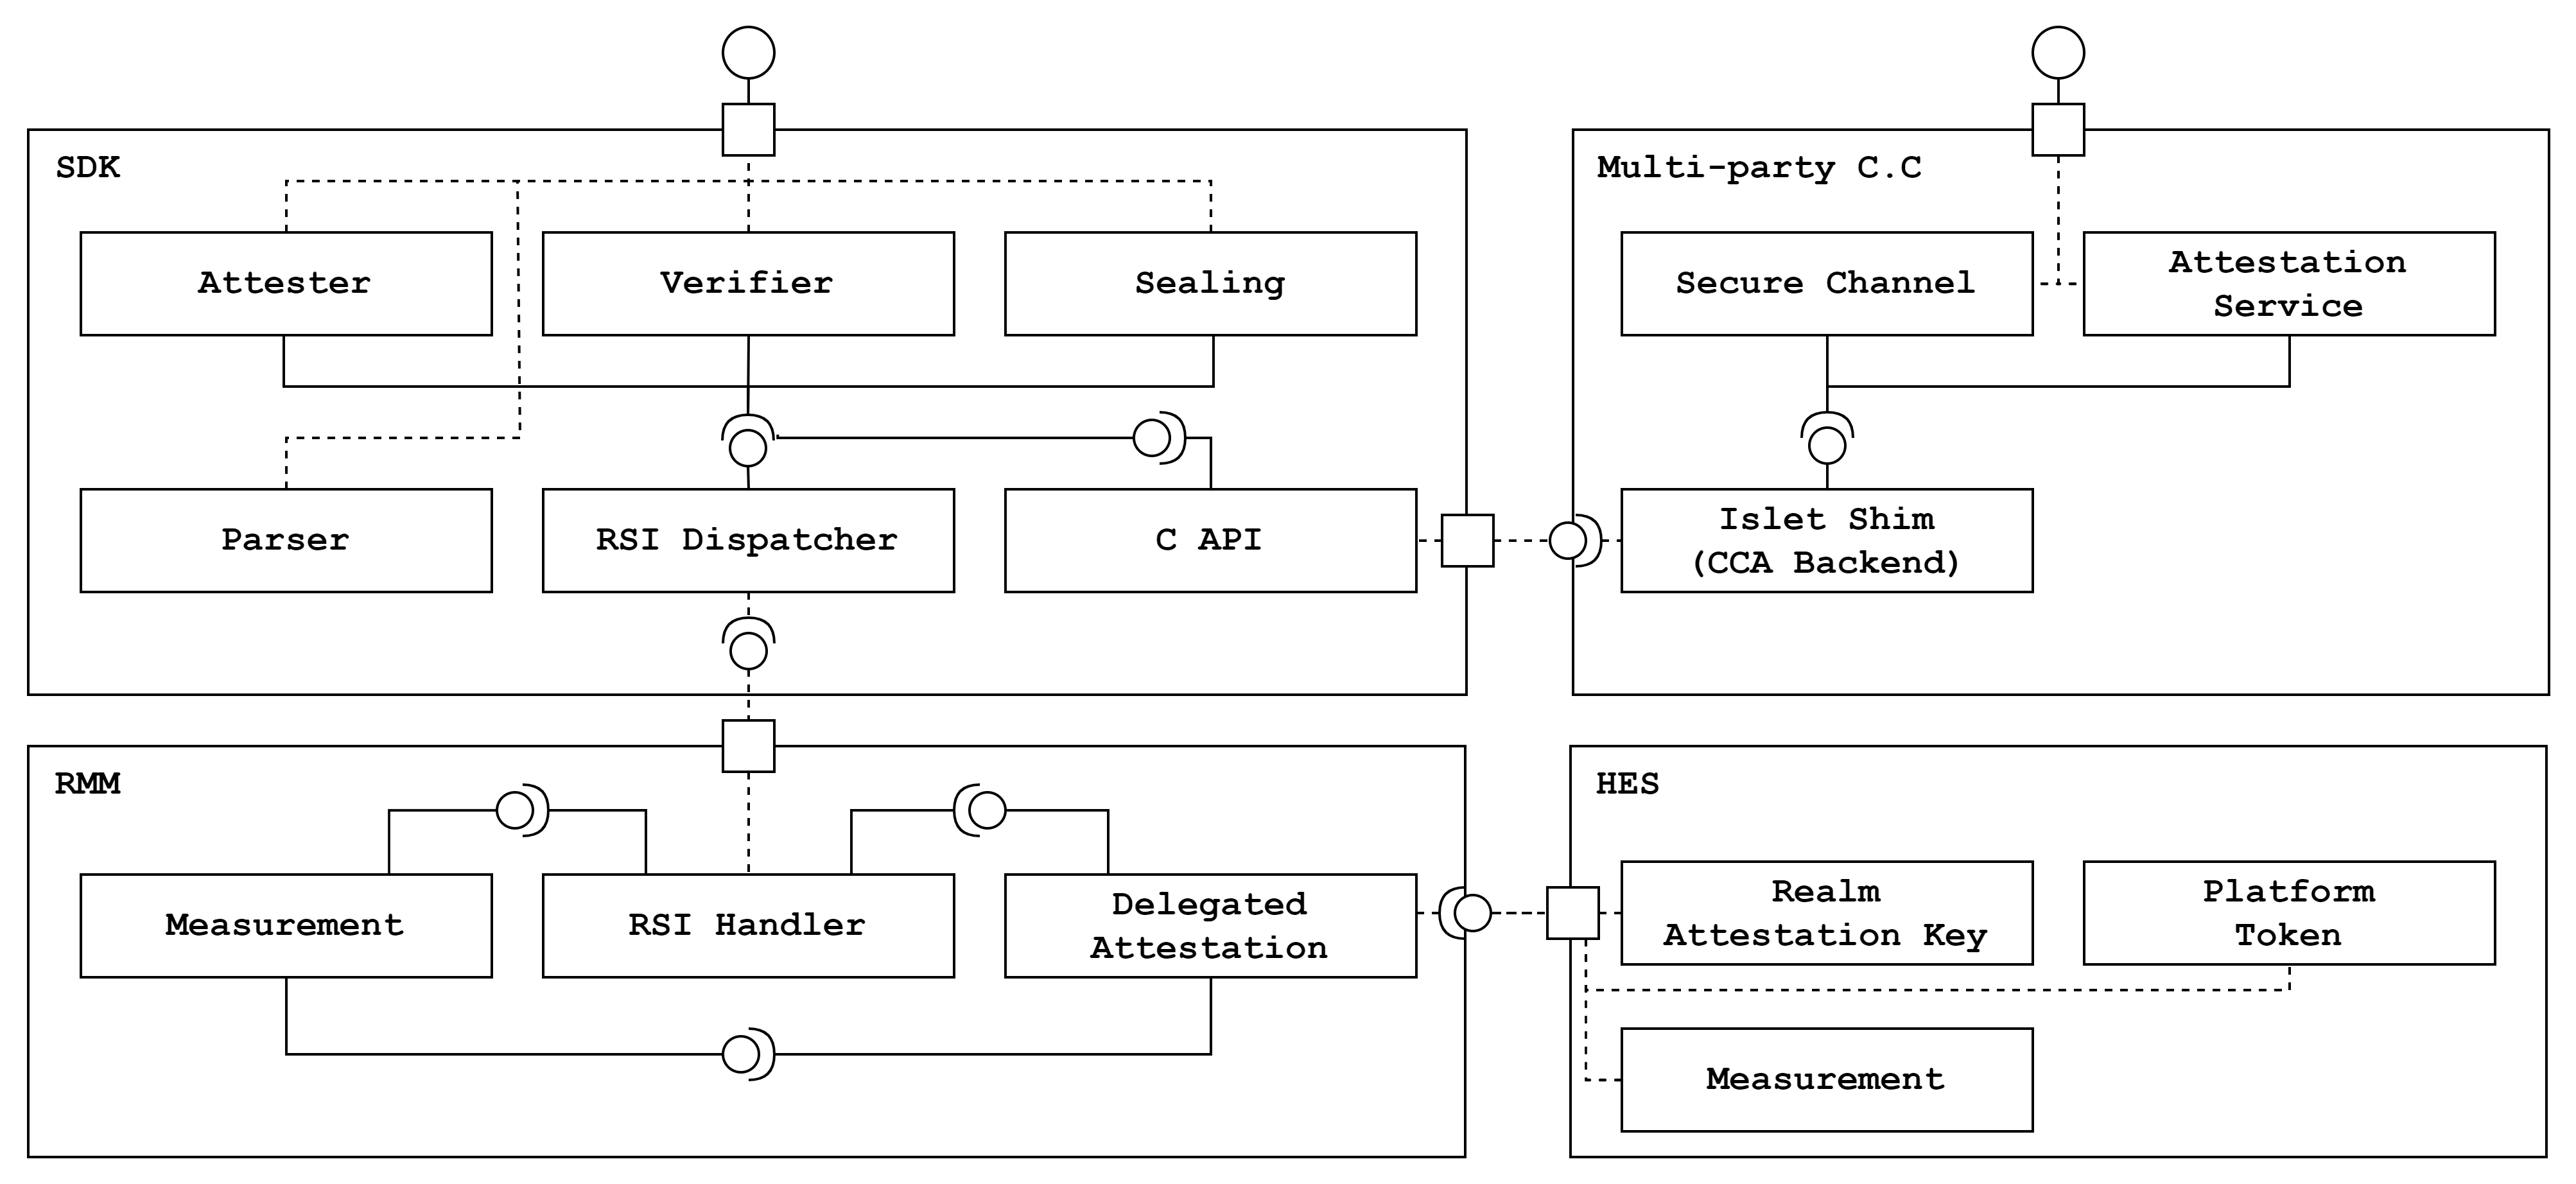 SDK
Attester
Verifier
Sealing
Parser
RSI Dispatcher
C API
Multi-party C.C
Secure Channel
Attestation
Service
Islet Shim
(CCA Backend)
RMM
Measurement
RSI Handler
Delegated
Attestation
HES
Realm
Attestation Key
Platform
Token
Measurement